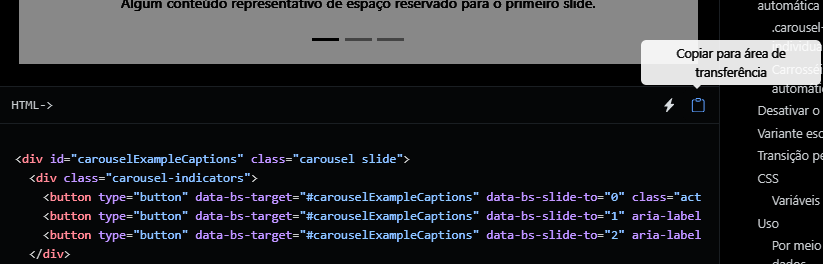 Algum conteúdo representativo de espaço reservado para o primeiro slide.
Copiar para área de
transferência
HTML->
<div id="carouselExampleCaptions" class="carousel slide">
<div class="carousel-indicators">
<button type="button" data-bs-target="#carouselExampleCaptions" data-bs-slide-to="0" class="act
<button type="button" data-bs-target="#carouselExampleCaptions" data-bs-slide-to="1" aria-label
<button type="button" data-bs-target="#carouselExampleCaptions" data-bs-slide-to="2" aria-label
</div>
automática
.carousel-
automátic
Desativar o
Variante esc
Transição pe
CSS
Variáveis
Uso
Por meio
dados